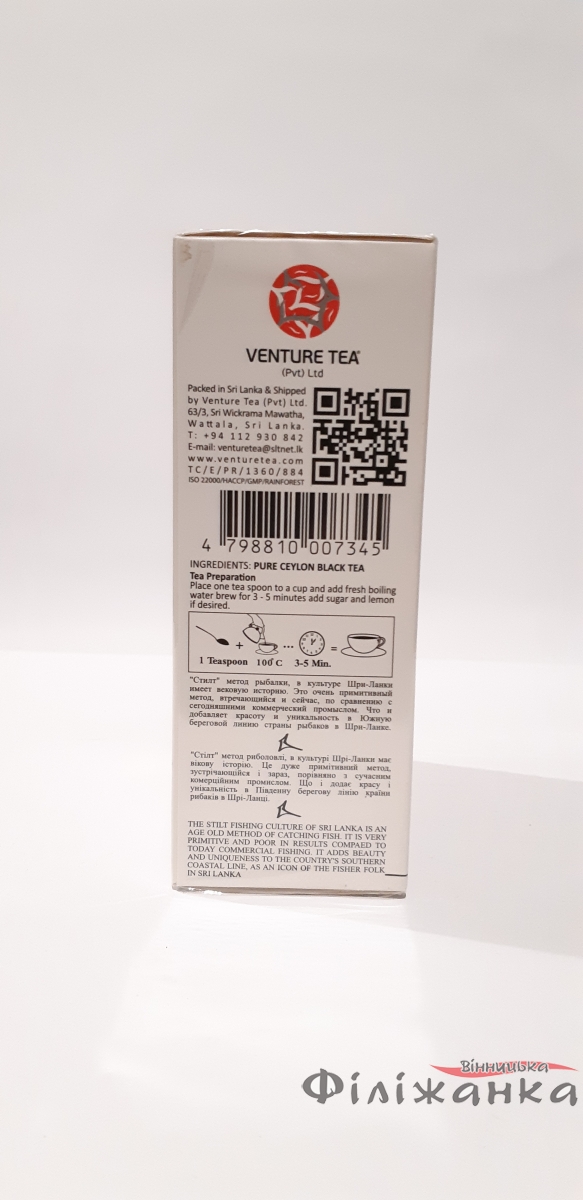 3
VENTURE TEA®
(Pvt) Ltd
Packed in Sri Lanka & Shipped
by Venture Tea (Pvt) Ltd.
63/3, Sri Wickrama Mawatha,
Wattala, Sri Lanka.
T: +94 112 930 842
E-mail: venturetea@sltnet.lk
www.venturetea.com
TC/E/PR/1360/884
ISO 22000/HACCP/GMP/RAINFOREST
4 798810 007345
INGREDIENTS: PURE CEYLON BLACK TEA
Tea Preparation
Place one tea spoon to a cup and add fresh boiling
water brew for 3 - 5 minutes add sugar and lemon
if desired.
1 Teaspoon 100°C 3-5 Min.
"Стилт" метод рыбалки, в культуре Шри-Ланки
имеет вековую историю. Это очень примитивный
метод, втречающийся и сейчас, по сравнению с
сегодняшними коммерческий промыслом. Что и
добавляет красоту и уникальность в Южную
береговой линию страны рыбаков в Шри-Ланке.
"Стілт" метод риболовлі, в культурі Шрі-Ланки має
вікову історію. Це дуже примітивний метод,
зустрічающийся і зараз, порівняно з сучасним
комерційним промислом. Що і додає красу і
унікальність в Південну берегову лінію країни
рибаків в Шрі-Ланці.
THE STILT FISHING CULTURE OF SRI LANKA IS AN
AGE OLD METHOD OF CATCHING FISH. IT IS VERY
PRIMITIVE AND POOR IN RESULTS COMPAED TO
TODAY COMMERCIAL FISHING. IT ADDS BEAUTY
AND UNIQUENESS TO THE COUNTRY'S SOUTHERN
COASTAL LINE, AS AN ICON OF THE FISHER FOLK
IN SRI LANKA
Вінницька
Філіжанка